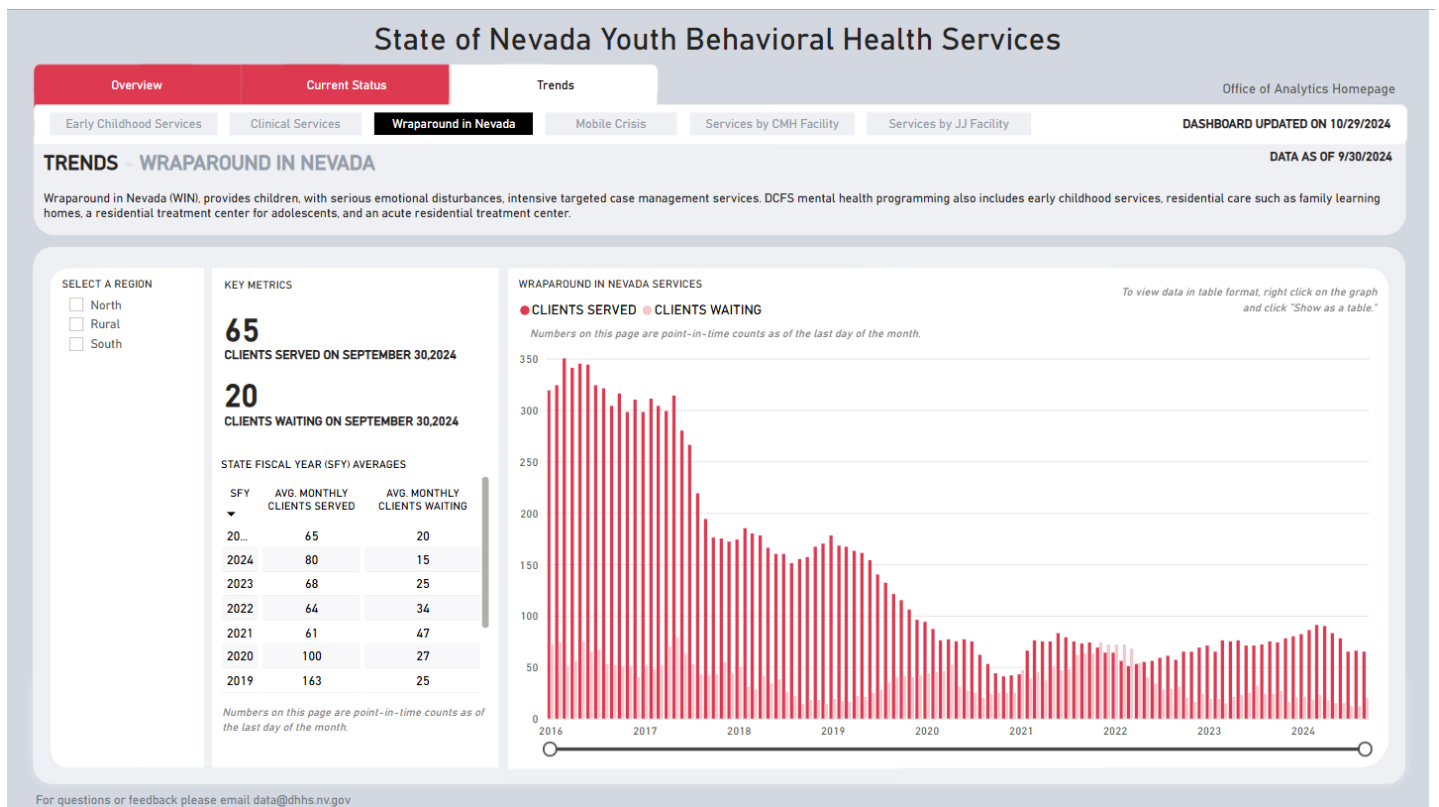 State of Nevada Youth Behavioral Health Services
Overview
Current Status
Trends
Office of Analytics Homepage
Early Childhood Services
Clinical Services
Wraparound in Nevada
Mobile Crisis
Services by CMH Facility
Services by JJ Facility
DASHBOARD UPDATED ON 10/29/2024
TRENDS - WRAPAROUND IN NEVADA
DATA AS OF 9/30/2024
Wraparound in Nevada (WIN), provides children, with serious emotional disturbances, intensive targeted case management services. DCFS mental health programming also includes early childhood services, residential care such as family learning
homes, a residential treatment center for adolescents, and an acute residential treatment center.
SELECT A REGION
North
Rural
South
KEY METRICS
65
CLIENTS SERVED ON SEPTEMBER 30,2024
20
CLIENTS WAITING ON SEPTEMBER 30,2024
STATE FISCAL YEAR (SFY) AVERAGES
SFY AVG. MONTHLY CLIENTS SERVED AVG. MONTHLY CLIENTS WAITING
20... 65 20
2024 80 15
2023 68 25
2022 64 34
2021 61 47
2020 100 27
2019 163 25
Numbers on this page are point-in-time counts as of
the last day of the month.
WRAPAROUND IN NEVADA SERVICES
CLIENTS SERVED CLIENTS WAITING
To view data in table format, right click on the graph
and click "Show as a table."
Numbers on this page are point-in-time counts as of the last day of the month.
350
300
250
200
150
100
50
0
2016 2017 2018 2019 2020 2021 2022 2023 2024
For questions or feedback please email data@dhhs.nv.gov